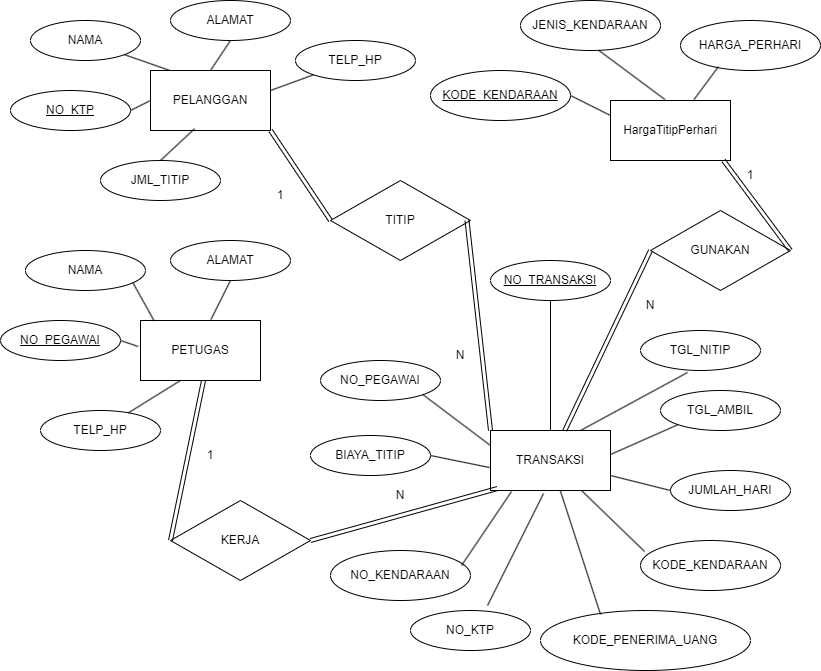 ALAMAT
NAMA
TELP_HP
NO_KTP
PELANGGAN
JML_TITIP
JENIS_KENDARAAN
HARGA_PERHARI
KODE_KENDARAAN
HargaTitipPerhari
1
1
TITIP
GUNAKAN
NAMA
ALAMAT
NO_TRANSAKSI
N
NO_PEGAWAI
PETUGAS
TELP_HP
N
NO_PEGAWAI
TGL_NITIP
TGL_AMBIL
BIAYA_TITIP
TRANSAKSI
1
N
JUMLAH_HARI
KERJA
NO_KENDARAAN
KODE_KENDARAAN
NO_KTP
KODE_PENERIMA_UANG